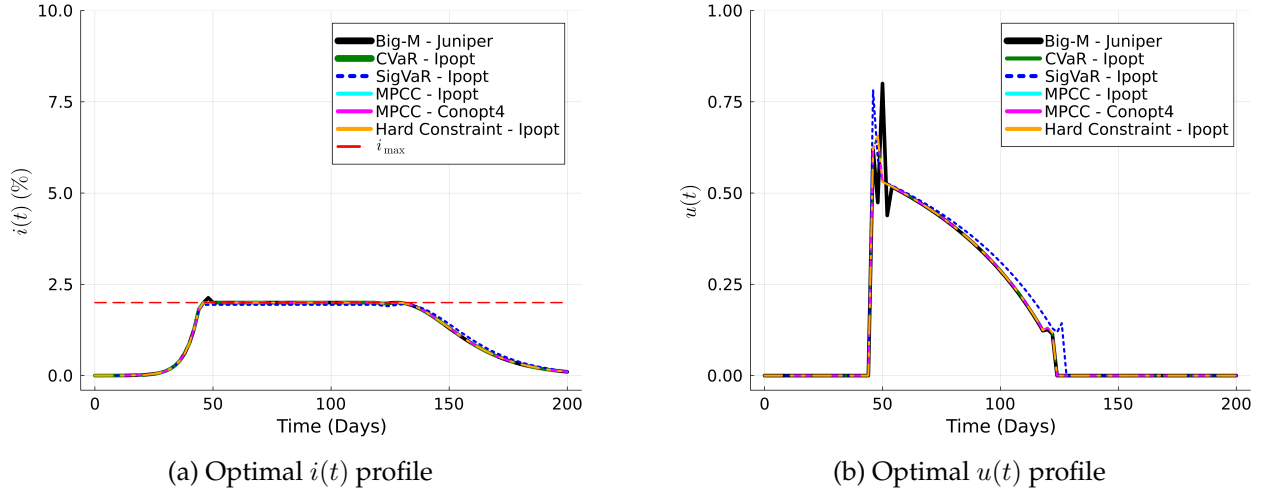 10.0
7.5
5.0
2.5
0.0
i(t) (%)
Big-M - Juniper
CVaR - Ipopt
SigVaR - Ipopt
MPCC - Ipopt
MPCC - Conopt4
Hard Constraint - Ipopt
i_max
0 50 100 150 200
Time (Days)
(a) Optimal i(t) profile
1.00
0.75
0.50
0.25
0.00
u(t)
Big-M - Juniper
CVaR - Ipopt
SigVaR - Ipopt
MPCC - Ipopt
MPCC - Conopt4
Hard Constraint - Ipopt
0 50 100 150 200
Time (Days)
(b) Optimal u(t) profile